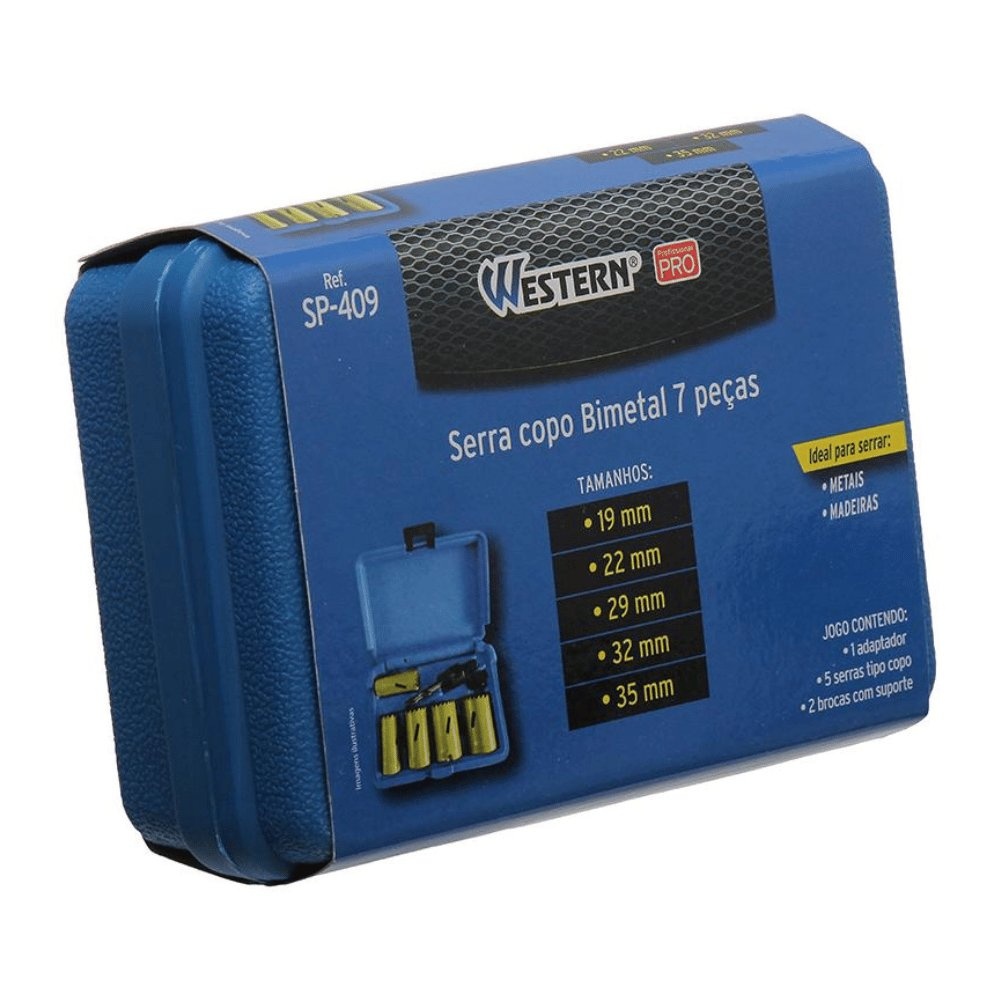 • 22 mm
• 32 mm
• 35 mm
Ref.
SP-409
WESTERN®
Profissional
PRO
Serra copo Bimetal 7 peças
TAMANHOS:
• 19 mm
• 22 mm
• 29 mm
• 32 mm
• 35 mm
Ideal para serrar:
• METAIS
• MADEIRAS
JOGO CONTENDO:
• 1 adaptador
• 5 serras tipo copo
• 2 brocas com suporte
Imagens ilustrativas